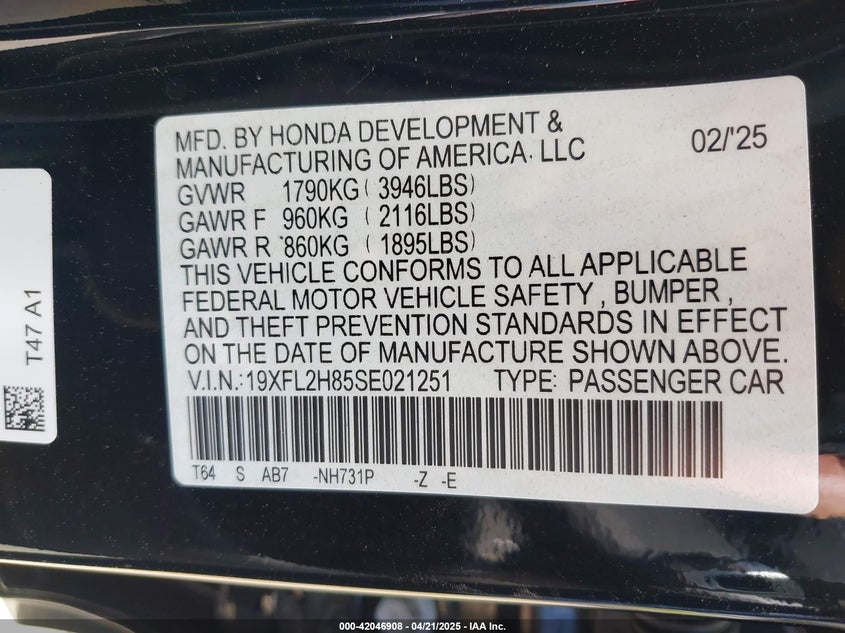 MFD. BY HONDA DEVELOPMENT & 02/'25
MANUFACTURING OF AMERICA, LLC
GVWR 1790KG ( 3946LBS)
GAWR F 960KG ( 2116LBS)
GAWR R 860KG ( 1895LBS)
THIS VEHICLE CONFORMS TO ALL APPLICABLE
FEDERAL MOTOR VEHICLE SAFETY , BUMPER ,
AND THEFT PREVENTION STANDARDS IN EFFECT
ON THE DATE OF MANUFACTURE SHOWN ABOVE.
V.I.N.:19XFL2H85SE021251 TYPE: PASSENGER CAR
T64 S AB7 -NH731P -Z -E
T47 A1
000-42046908 - 04/21/2025 - IAA Inc.